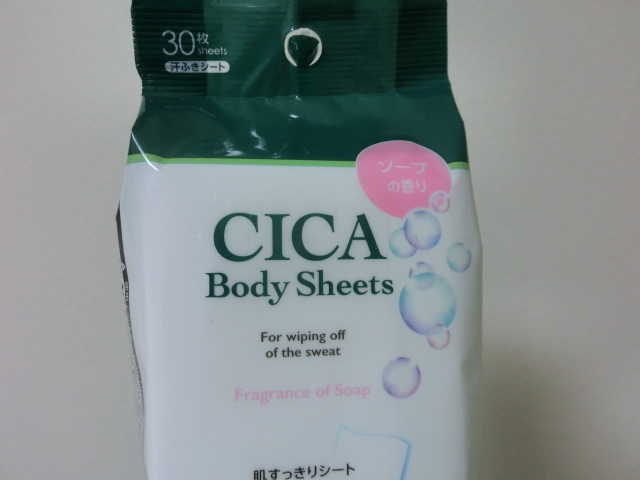 30枚
sheets
汗ふきシート
ソープ
の香り
CICA
Body Sheets
For wiping off
of the sweat
Fragrance of Soap
肌すっきりシート